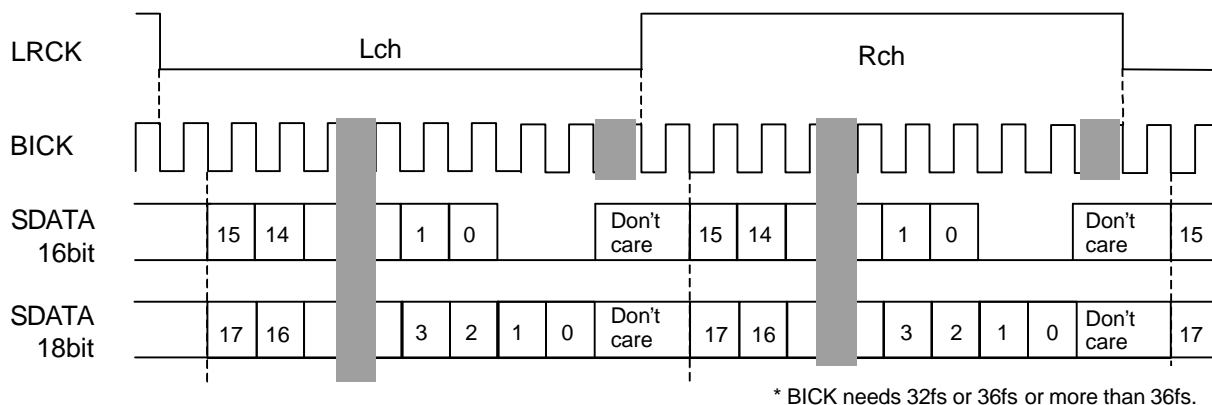 LRCK
Lch
Rch
BICK
SDATA
16bit
15 14 1 0 Don't care 15 14 1 0 Don't care 15
SDATA
18bit
17 16 3 2 1 0 Don't care 17 16 3 2 1 0 Don't care 17
* BICK needs 32fs or 36fs or more than 36fs.